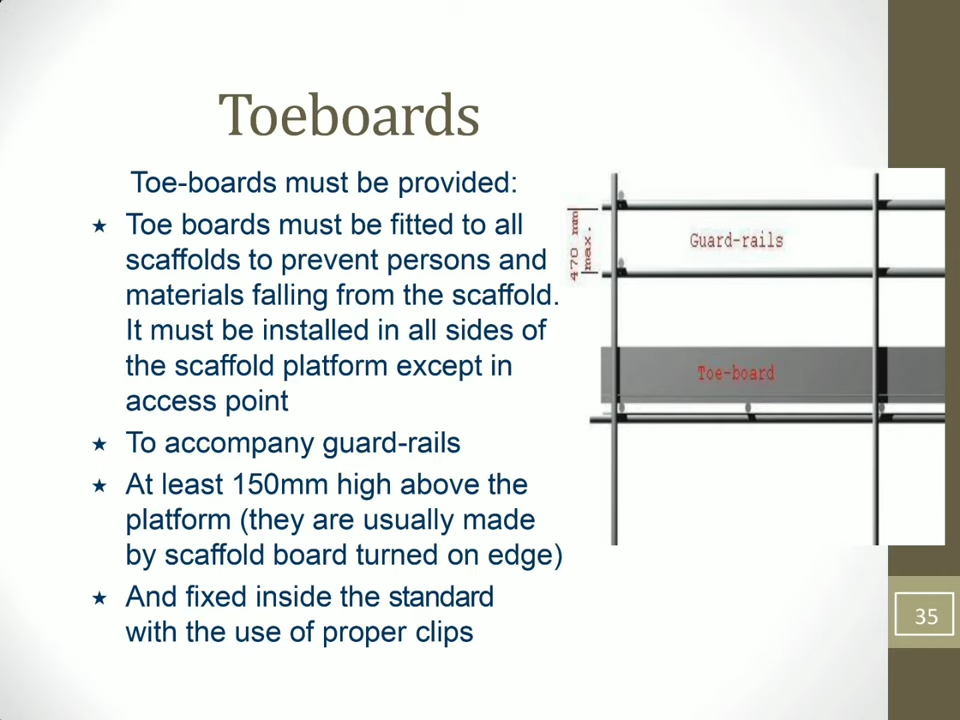 Toeboards
Toe-boards must be provided:
Toe boards must be fitted to all
scaffolds to prevent persons and
materials falling from the scaffold.
It must be installed in all sides of
the scaffold platform except in
access point
To accompany guard-rails
At least 150mm high above the
platform (they are usually made
by scaffold board turned on edge)
And fixed inside the standard
with the use of proper clips
470 mm
max.
Guard-rails
Toe-board
35